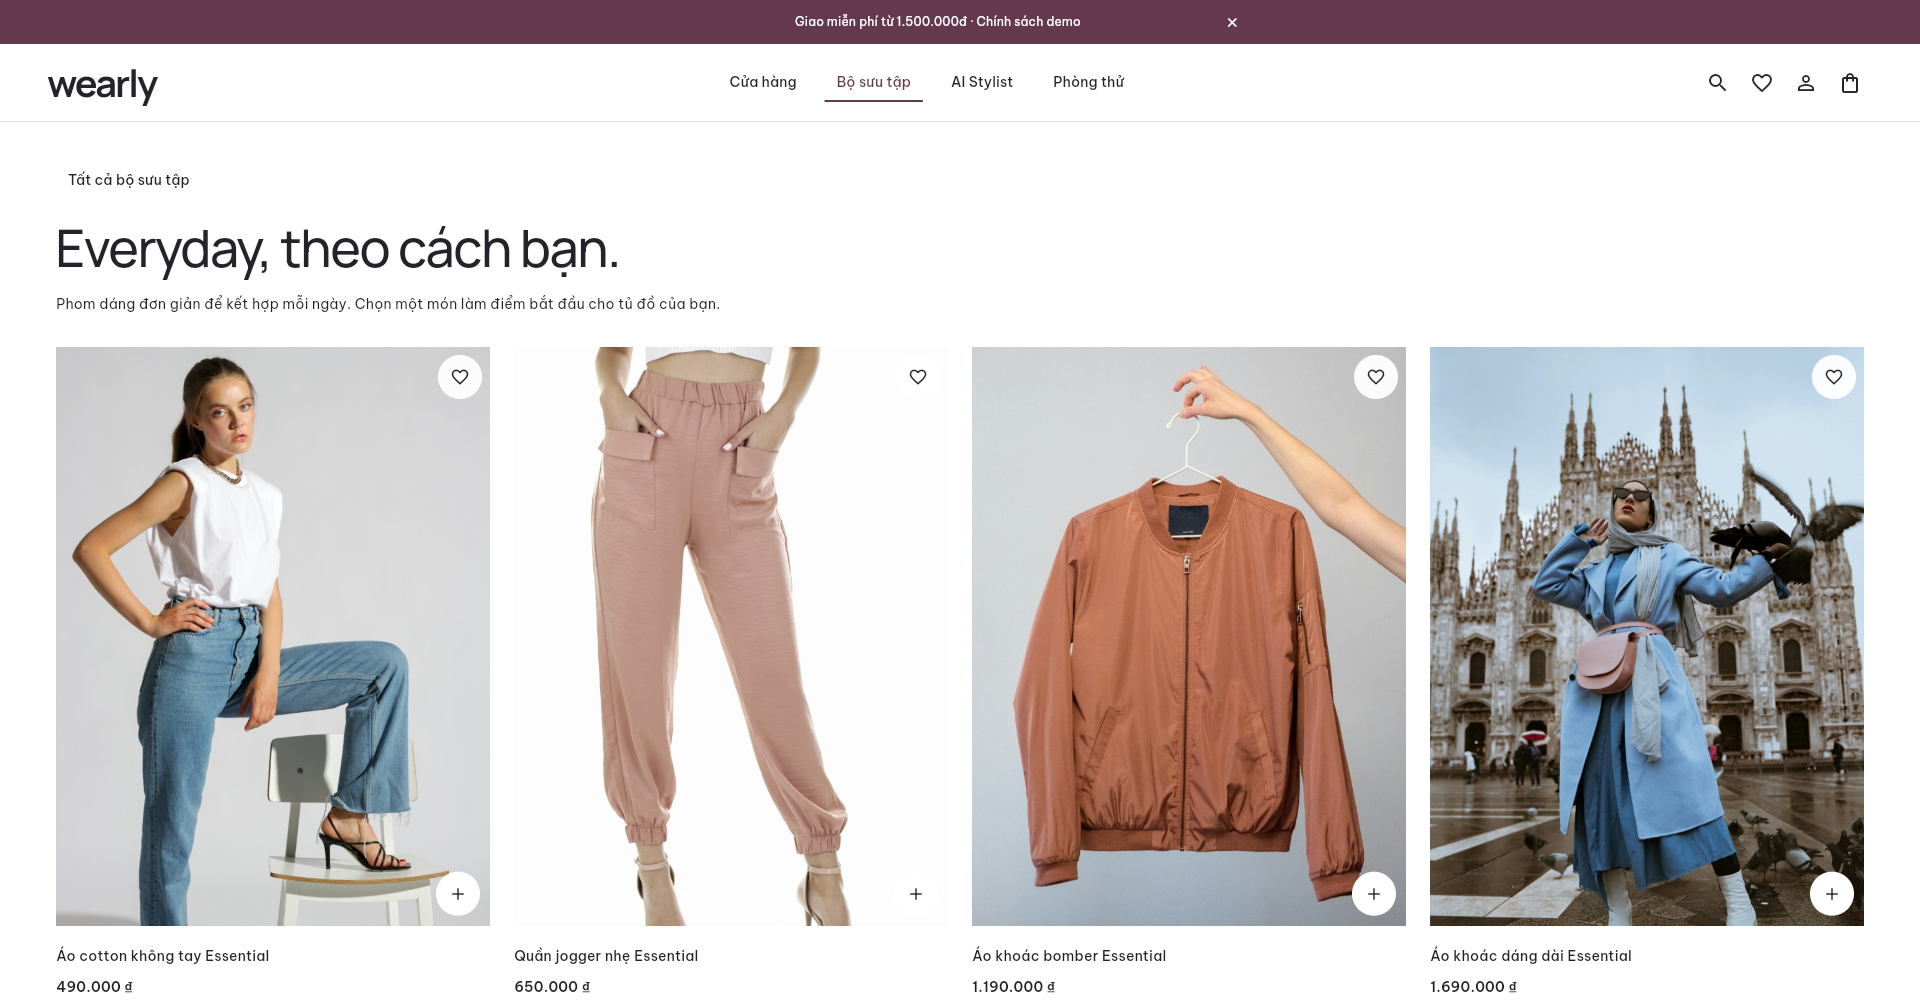 Giao miễn phí từ 1.500.000đ · Chính sách demo
wearly
Cửa hàng
Bộ sưu tập
AI Stylist
Phòng thử
Tất cả bộ sưu tập
Everyday, theo cách bạn.
Phom dáng đơn giản để kết hợp mỗi ngày. Chọn một món làm điểm bắt đầu cho tủ đồ của bạn.
Áo cotton không tay Essential
490.000 ₫
Quần jogger nhẹ Essential
650.000 ₫
Áo khoác bomber Essential
1.190.000 ₫
Áo khoác dáng dài Essential
1.690.000 ₫